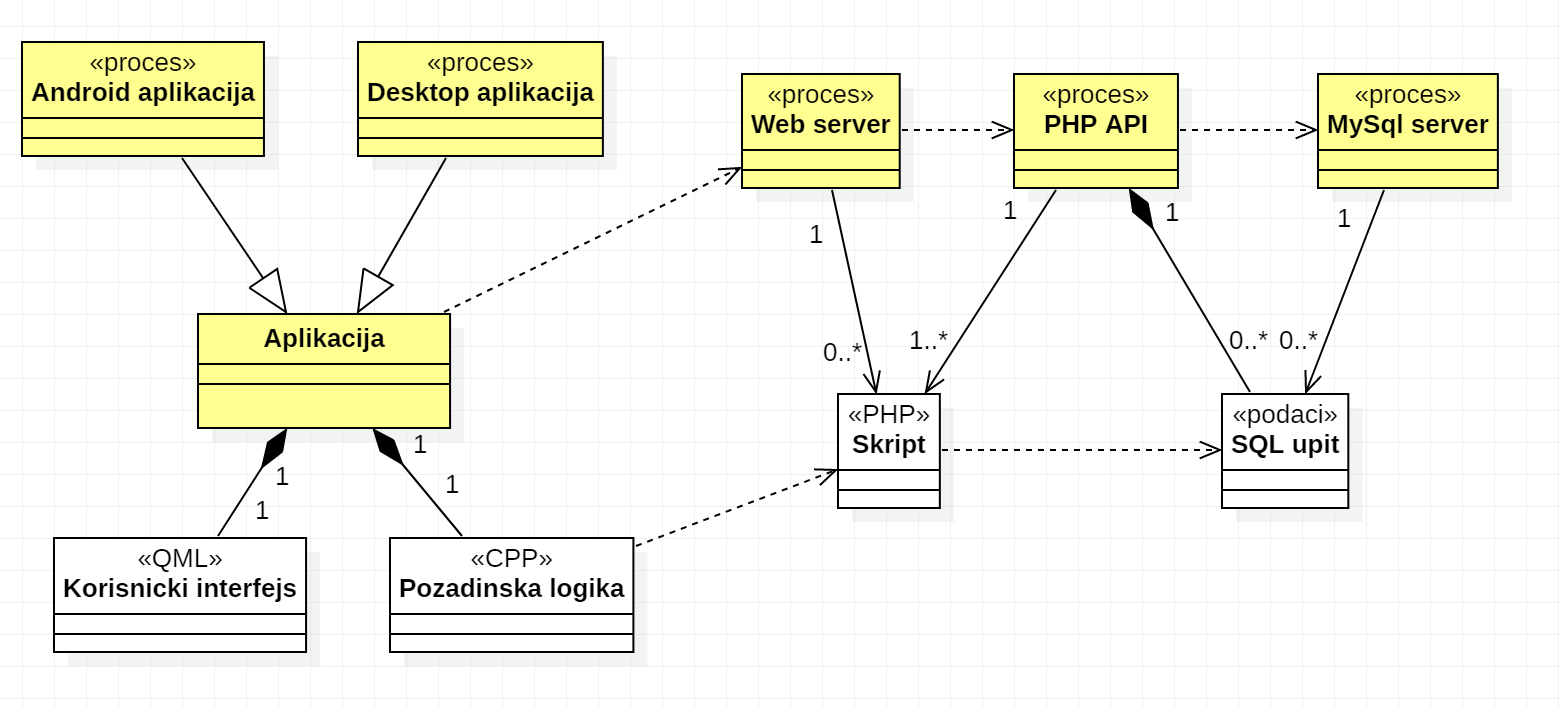 «proces»
Android aplikacija
«proces»
Desktop aplikacija
«proces»
Web server
«proces»
PHP API
«proces»
MySql server
1
1
1
1
0..*
1..*
0..*
0..*
Aplikacija
«PHP»
Skript
«podaci»
SQL upit
1
1
1
1
«QML»
Korisnicki interfejs
«CPP»
Pozadinska logika